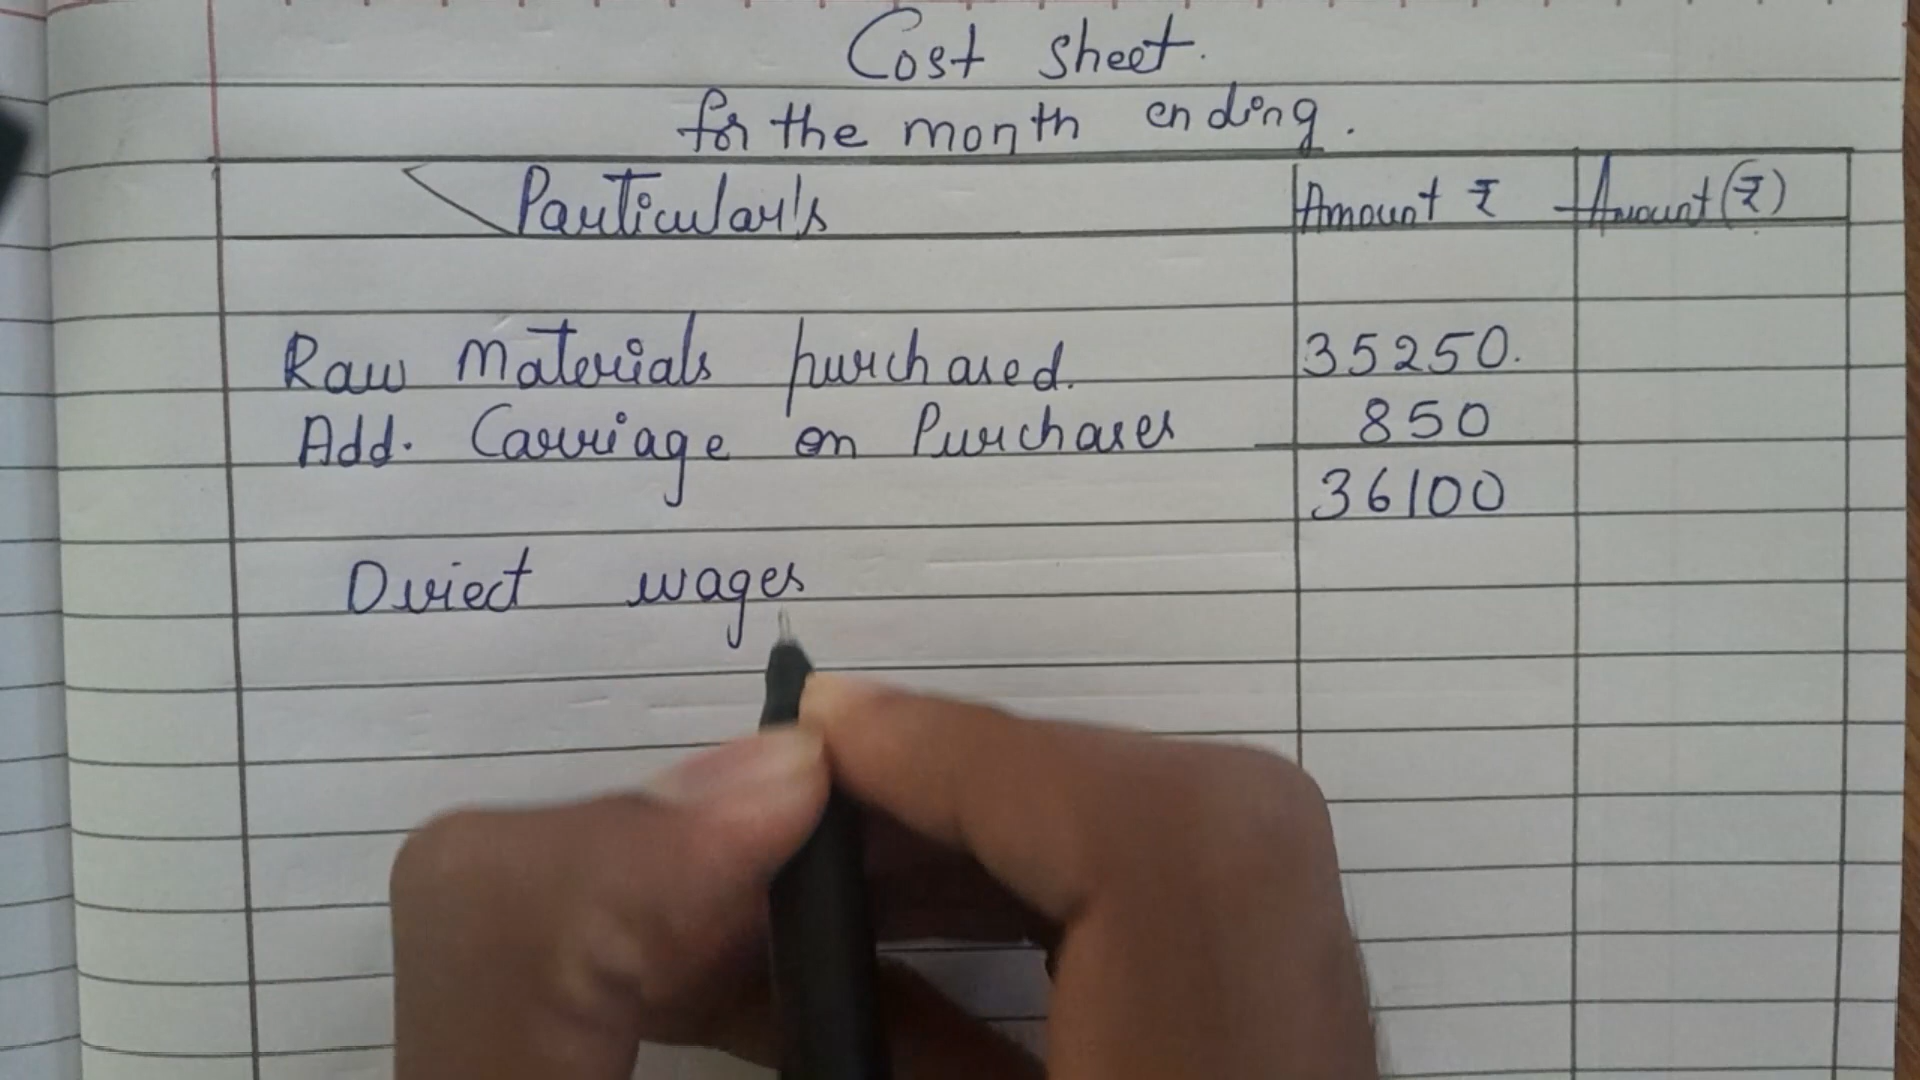 Cost sheet.
for the month ending.
Particulars Amount ₹ Amount (₹)
Raw Materials purchased. 35250.
Add. Carriage on Purchases 850
36100
Direct wages